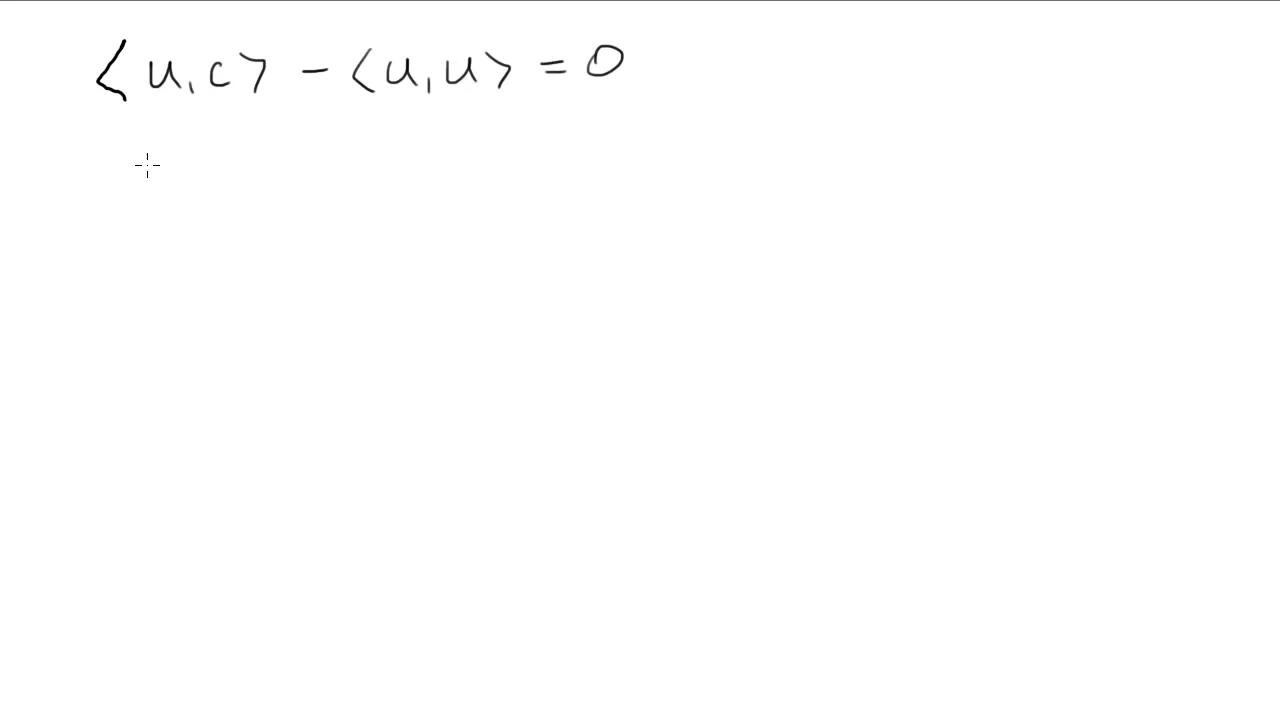 <u,c> - <u,u> = 0